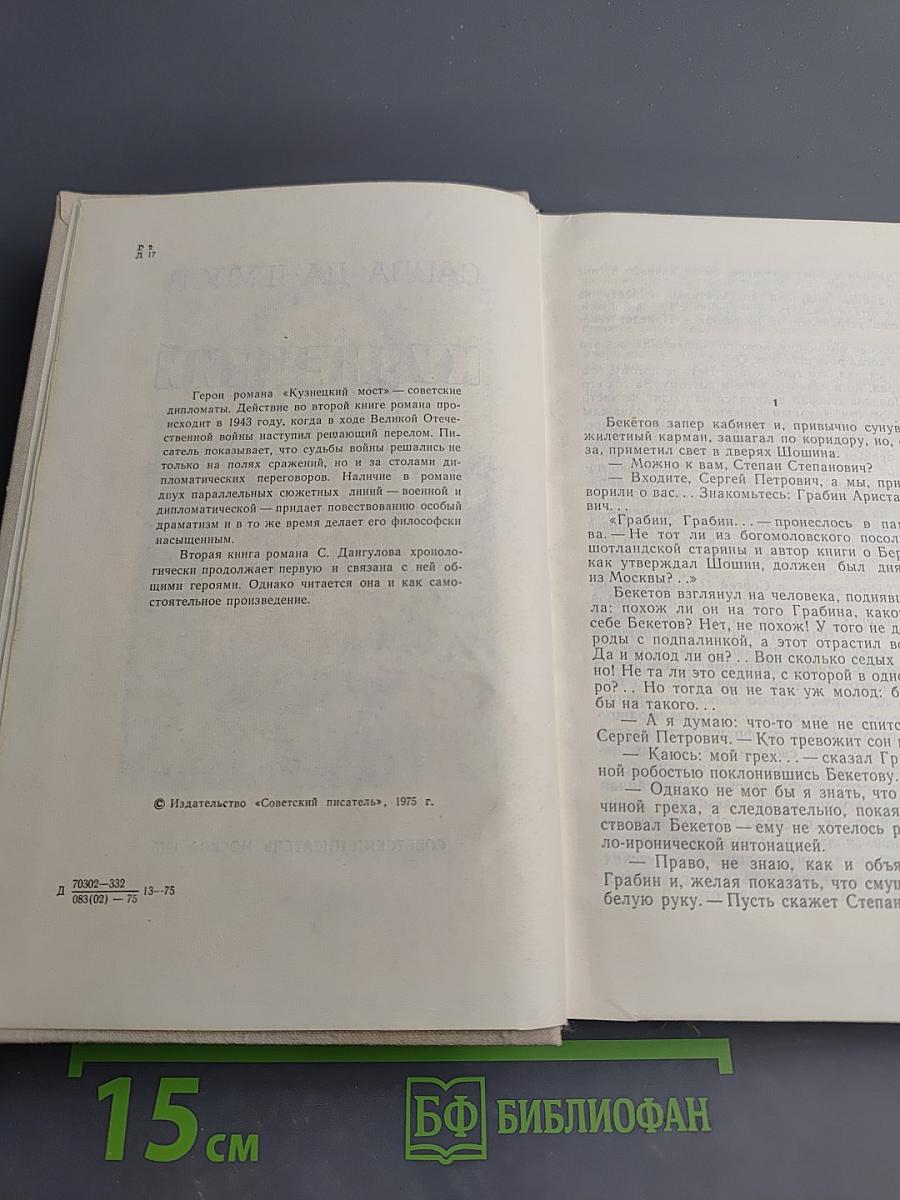 Р 2
Д 17
Герои романа «Кузнецкий мост» — советские
дипломаты. Действие во второй книге романа про-
исходит в 1943 году, когда в ходе Великой Отече-
ственной войны наступил решающий перелом. Пи-
сатель показывает, что судьбы войны решались не
только на полях сражений, но и за столами ди-
пломатических переговоров. Наличие в романе
двух параллельных сюжетных линий — военной и
дипломатической — придает повествованию особый
драматизм и в то же время делает его философски
насыщенным.
Вторая книга романа С. Дангулова хроноло-
гически продолжает первую и связана с ней об-
щими героями. Однако читается она и как само-
стоятельное произведение.
© Издательство «Советский писатель», 1975 г.
Д 70302—332
083(02) — 75 13—75
1
Бекетов запер кабинет и, привычно сунув
жилетный карман, зашагал по коридору, но,
за, приметил свет в дверях Шошина.
— Можно к вам, Степан Степанович?
— Входите, Сергей Петрович, а мы, при
ворили о вас... Знакомьтесь: Грабин Ариста
вич...
«Грабин, Грабин... — пронеслось в пам
ва. — Не тот ли из богомоловского посол
шотландской старины и автор книги о Бер
как утверждал Шошин, должен был дня
из Москвы?..»
Бекетов взглянул на человека, поднявш
ла: похож ли он на того Грабина, како
себе Бекетов? Нет, не похож! У того не д
роды с подпалинкой, а этот отрастил во
Да и молод ли он?.. Вон сколько седых
но! Не та ли это седина, с которой в одно
ро?.. Но тогда он не так уж молод: б
бы на такого...
— А я думаю: что-то мне не спитс
Сергей Петрович. — Кто тревожит сон
— Каюсь: мой грех... — сказал Гр
ной робостью поклонившись Бекетову.
— Однако не мог бы я знать, что
чиной греха, а следовательно, покая
ствовал Бекетов — ему не хотелось р
ло-иронической интонацией.
— Право, не знаю, как и объя
Грабин и, желая показать, что смущ
белую руку. — Пусть скажет Степан
15 см
БФ БИБЛИОФАН